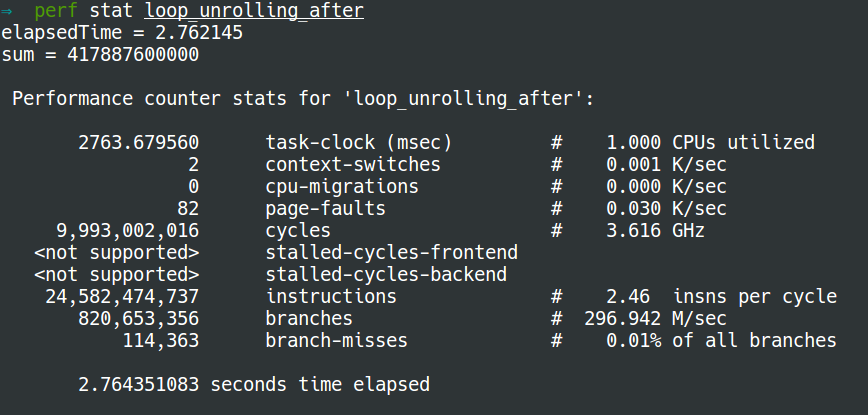 ⇒ perf stat loop_unrolling_after
elapsedTime = 2.762145
sum = 417887600000
Performance counter stats for 'loop_unrolling_after':
2763.679560 task-clock (msec) # 1.000 CPUs utilized
2 context-switches # 0.001 K/sec
0 cpu-migrations # 0.000 K/sec
82 page-faults # 0.030 K/sec
9,993,002,016 cycles # 3.616 GHz
<not supported> stalled-cycles-frontend
<not supported> stalled-cycles-backend
24,582,474,737 instructions # 2.46 insns per cycle
820,653,356 branches # 296.942 M/sec
114,363 branch-misses # 0.01% of all branches
2.764351083 seconds time elapsed